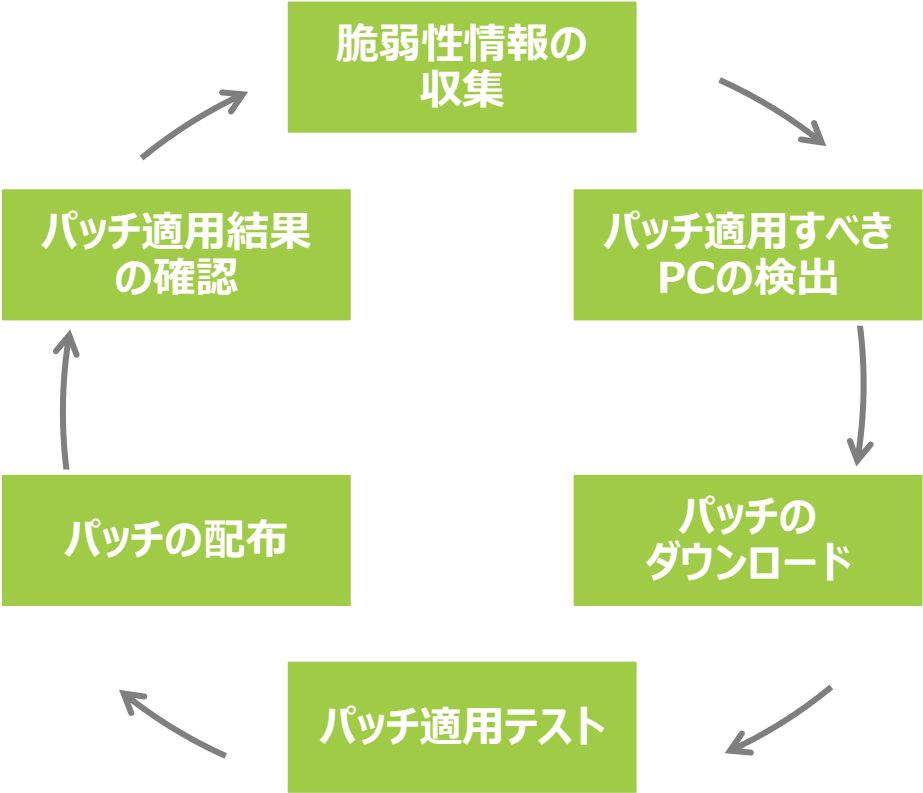 脆弱性情報の
収集
パッチ適用すべき
PCの検出
パッチの
ダウンロード
パッチ適用テスト
パッチの配布
パッチ適用結果
の確認